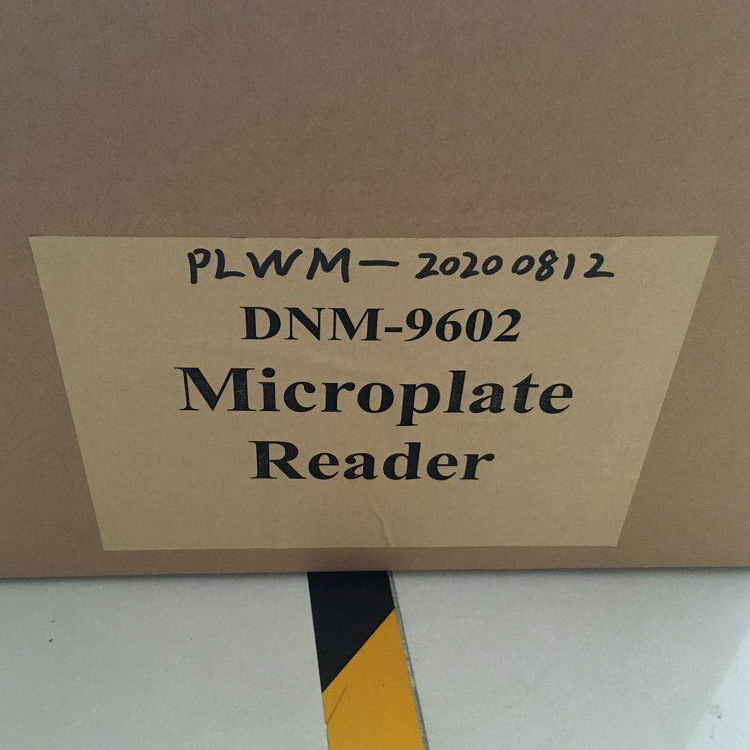 PLWM-20200812
DNM-9602
Microplate
Reader